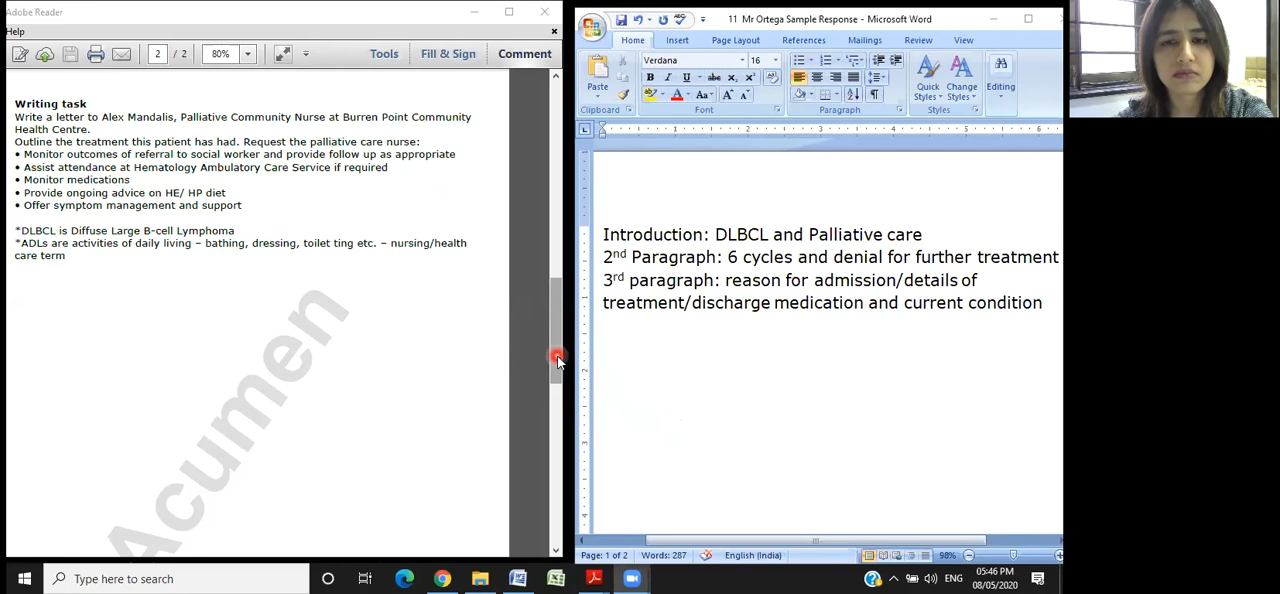 Adobe Reader
Help
2 / 2
80%
Tools
Fill & Sign
Comment
Writing task
Write a letter to Alex Mandalis, Palliative Community Nurse at Burren Point Community
Health Centre.
Outline the treatment this patient has had. Request the palliative care nurse:
• Monitor outcomes of referral to social worker and provide follow up as appropriate
• Assist attendance at Hematology Ambulatory Care Service if required
• Monitor medications
• Provide ongoing advice on HE/ HP diet
• Offer symptom management and support
*DLBCL is Diffuse Large B-cell Lymphoma
*ADLs are activities of daily living – bathing, dressing, toilet ting etc. – nursing/health
care term
Acumen
11 Mr Ortega Sample Response - Microsoft Word
Home
Insert
Page Layout
References
Mailings
Review
View
Verdana
16
Paste
Quick
Styles
Change
Styles
Editing
Clipboard
Font
Paragraph
Styles
1
2
3
4
5
6
Introduction: DLBCL and Palliative care
2nd Paragraph: 6 cycles and denial for further treatment
3rd paragraph: reason for admission/details of
treatment/discharge medication and current condition
Page: 1 of 2
Words: 287
English (India)
98%
Type here to search
ENG
05:46 PM
08/05/2020